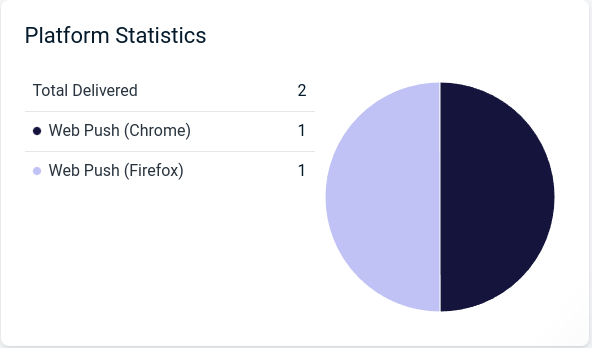 Platform Statistics
Total Delivered 2
Web Push (Chrome) 1
Web Push (Firefox) 1